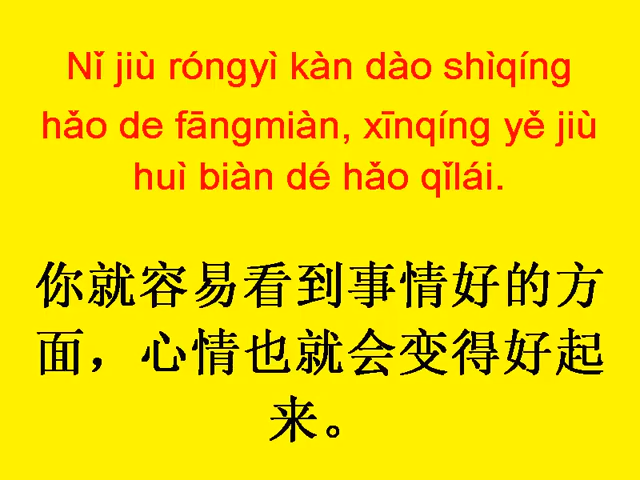 Nǐ jiù róngyì kàn dào shìqíng
hǎo de fāngmiàn, xīnqíng yě jiù
huì biàn dé hǎo qǐlái.
你就容易看到事情好的方
面，心情也就会变得好起
来。